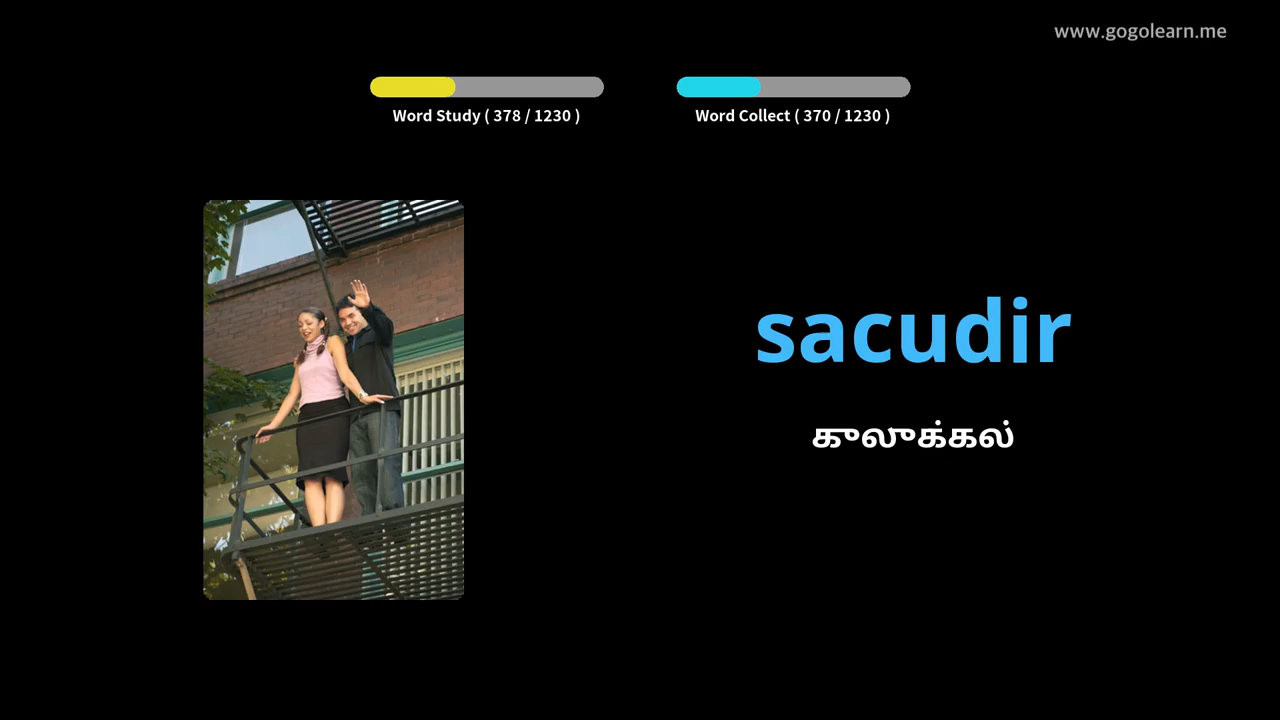 www.gogolearn.me
Word Study ( 378 / 1230 )
Word Collect ( 370 / 1230 )
sacudir
குலுக்கல்